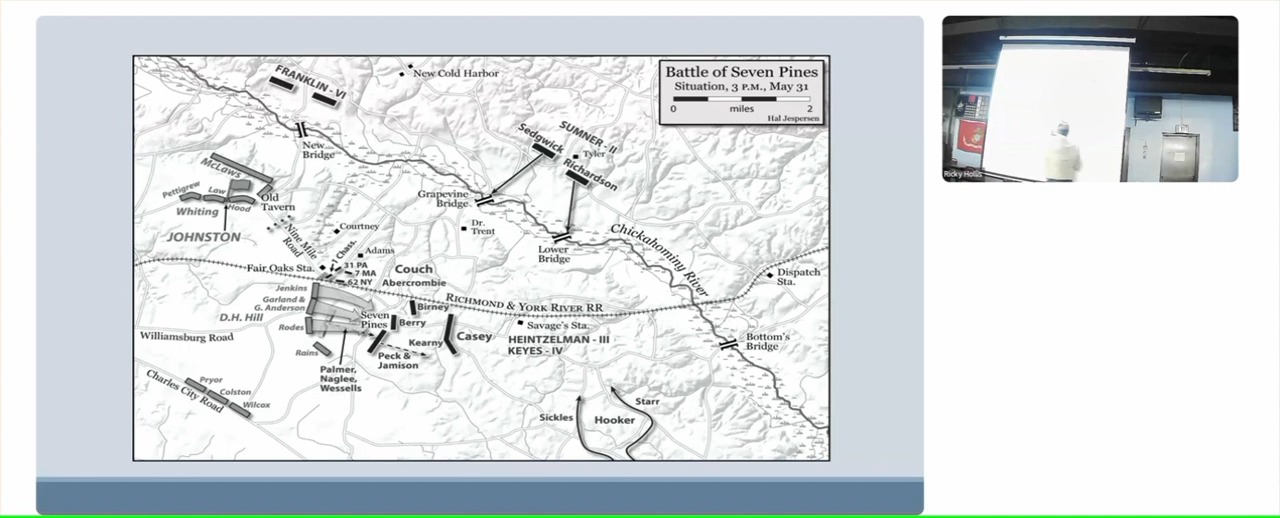 Battle of Seven Pines
Situation, 3 P.M., May 31
0 miles 2
Hal Jespersen
FRANKLIN - VI
New Cold Harbor
New
Bridge
SUMNER - II
Sedgwick
Tyler
Richardson
McLaws
Pettigrew
Law
Hood
Whiting
Old
Tavern
JOHNSTON
Grapevine
Bridge
Dr.
Trent
Lower
Bridge
Chickahominy River
Nine Mile
Road
Courtney
Adams
1 Chass.
31 PA
7 MA
62 NY
Fair Oaks Sta.
Couch
Abercrombie
Dispatch
Sta.
RICHMOND & YORK RIVER RR
Jenkins
Garland &
G. Anderson
D.H. Hill
Rodes
Rains
Seven
Pines
Birney
Berry
Kearny
Casey
Peck &
Jamison
Savage's Sta.
HEINTZELMAN - III
KEYES - IV
Bottom's
Bridge
Williamsburg Road
Palmer,
Naglee,
Wessells
Charles City Road
Pryor
Colston
Wilcox
Sickles
Hooker
Starr
Ricky Hollis